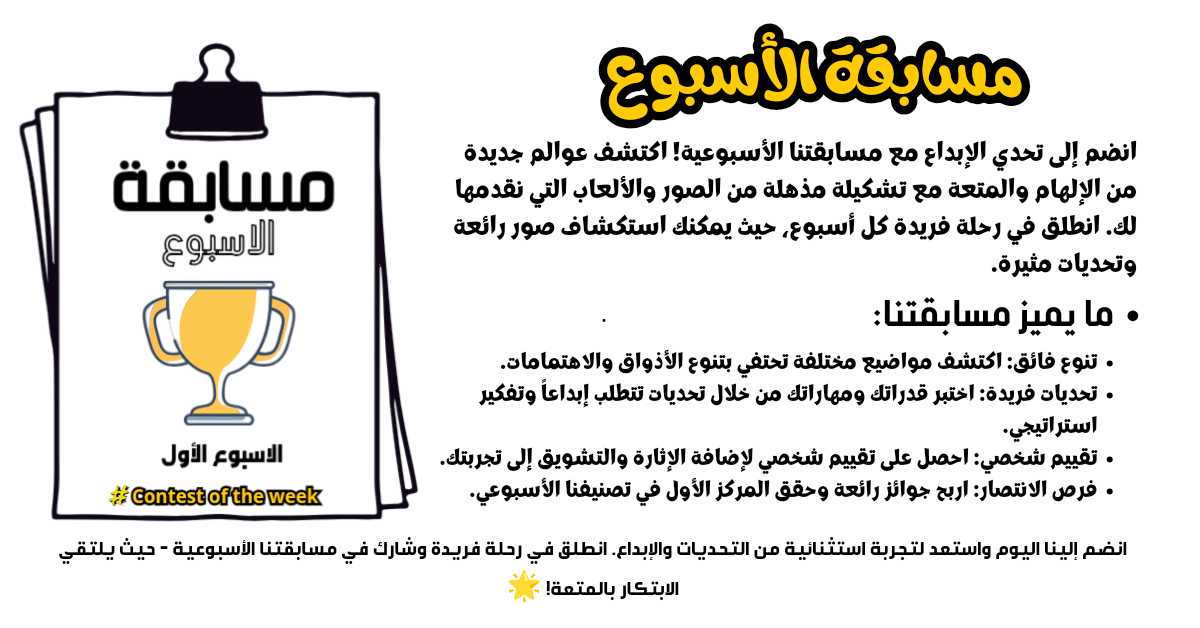 مسابقة الأسبوع
انضم إلى تحدي الإبداع مع مسابقتنا الأسبوعية! اكتشف عوالم جديدة
من الإلهام والمتعة مع تشكيلة مذهلة من الصور والألعاب التي نقدمها
لك. انطلق في رحلة فريدة كل أسبوع، حيث يمكنك استكشاف صور رائعة
وتحديات مثيرة.
• ما يميز مسابقتنا:
.
• تنوع فائق: اكتشف مواضيع مختلفة تحتفي بتنوع الأذواق والاهتمامات.
• تحديات فريدة: اختبر قدراتك ومهاراتك من خلال تحديات تتطلب إبداعاً وتفكير
استراتيجي.
• تقييم شخصي: احصل على تقييم شخصي لإضافة الإثارة والتشويق إلى تجربتك.
• فرص الانتصار: اربح جوائز رائعة وحقق المركز الأول في تصنيفنا الأسبوعي.
مسابقة
الاسبوع
الاسبوع الأول
# Contest of the week
انضم إلينا اليوم واستعد لتجربة استثنائية من التحديات والإبداع. انطلق في رحلة فريدة وشارك في مسابقتنا الأسبوعية - حيث يلتقي
الابتكار بالمتعة! 🌟